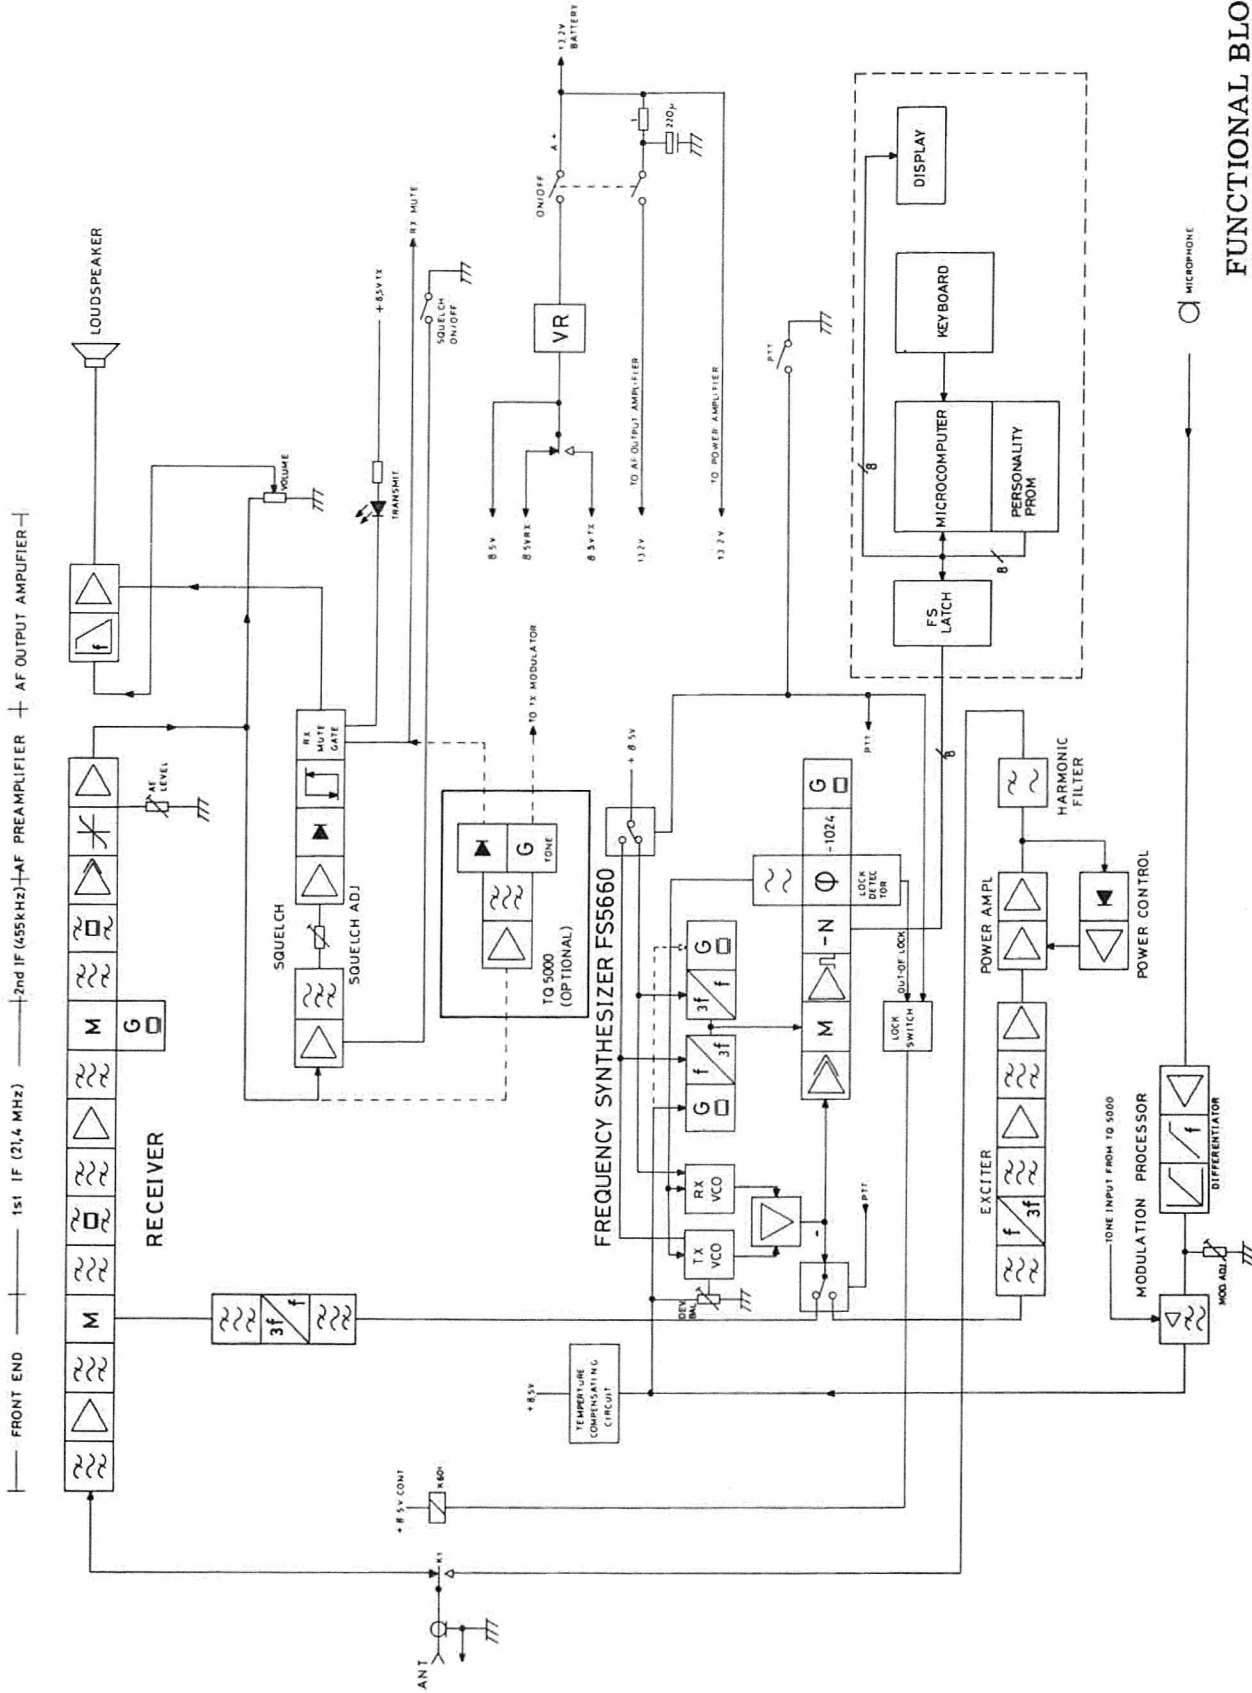 FRONT END
1st IF (21,4 MHz)
2nd IF (455kHz)
AF PREAMPLIFIER
AF OUTPUT AMPLIFIER
M
M
G
AF LEVEL
f
LOUDSPEAKER
VOLUME
RECEIVER
3f
f
SQUELCH
SQUELCH ADJ
RX MUTE GATE
TRANSMIT
+8,5V TX
RX MUTE
SQUELCH ON/OFF
ANT
K1
+8 5V CONT
K601
+8,5V
TEMPERATURE COMPENSATING CIRCUIT
TQ 5000
(OPTIONAL)
G
TONE
TO TX MODULATOR
8 5V
8 5V RX
8 5V TX
13,2V
13 2V
TO AF OUTPUT AMPLIFIER
TO POWER AMPLIFIER
VR
ON/OFF
A +
13,2V
BATTERY
1
220µ
FREQUENCY SYNTHESIZER FS5660
DEV. BAL
TX VCO
RX VCO
G
f
3f
3f
f
G
+ 8 5V
M
-N
φ
-1024
G
LOCK DETECTOR
OUT-OF LOCK
LOCK SWITCH
PTT
PTT
PTT
8
FS LATCH
8
8
MICROCOMPUTER
PERSONALITY PROM
KEYBOARD
DISPLAY
EXCITER
f
3f
POWER AMPL
POWER CONTROL
HARMONIC FILTER
TONE INPUT FROM TQ 5000
MODULATION PROCESSOR
MOD. ADJ.
f
DIFFERENTIATOR
MICROPHONE
FUNCTIONAL BLO